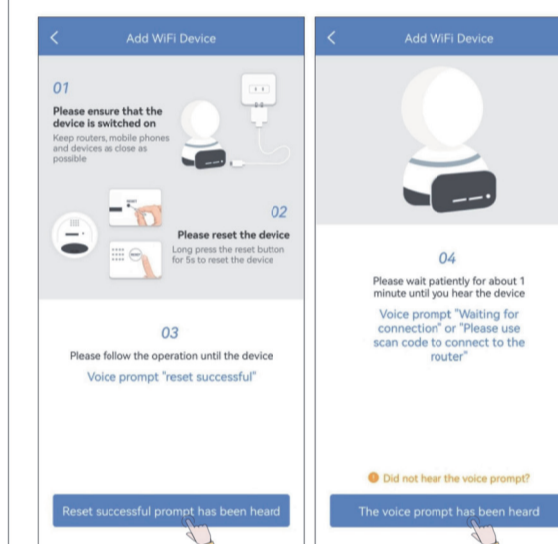 Add WiFi Device
01
Please ensure that the
device is switched on
Keep routers, mobile phones
and devices as close as
possible
02
Please reset the device
Long press the reset button
for 5s to reset the device
03
Please follow the operation until the device
Voice prompt "reset successful"
Reset successful prompt has been heard
Add WiFi Device
04
Please wait patiently for about 1
minute until you hear the device
Voice prompt "Waiting for
connection" or "Please use
scan code to connect to the
router"
Did not hear the voice prompt?
The voice prompt has been heard